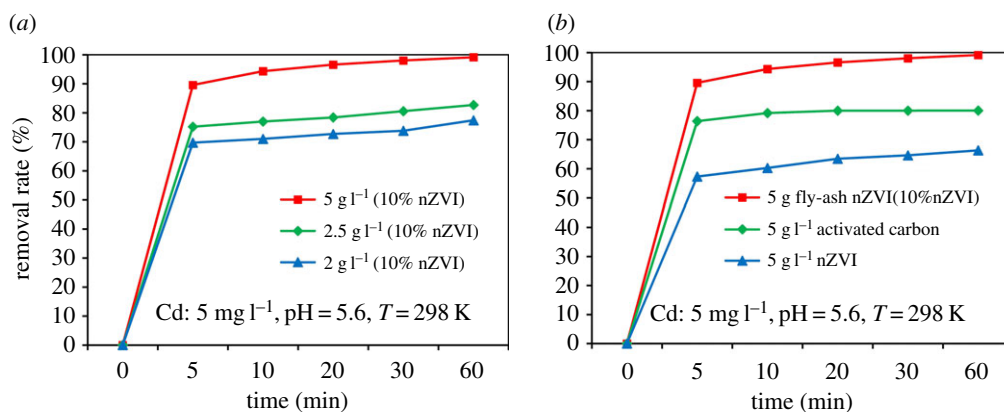 (a)
100
90
80
70
60
50
40
30
20
10
0
removal rate (%)
5 g l⁻¹ (10% nZVI)
2.5 g l⁻¹ (10% nZVI)
2 g l⁻¹ (10% nZVI)
Cd: 5 mg l⁻¹, pH = 5.6, T = 298 K
0 5 10 20 30 60
time (min)
(b)
100
90
80
70
60
50
40
30
20
10
0
5 g fly-ash nZVI(10%nZVI)
5 g l⁻¹ activated carbon
5 g l⁻¹ nZVI
Cd: 5 mg l⁻¹, pH = 5.6, T = 298 K
0 5 10 20 30 60
time (min)